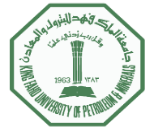 جامعة الملك فهد للبترول والمعادن
1963 ١٣٨٣
KING FAHD UNIVERSITY OF PETROLEUM & MINERALS